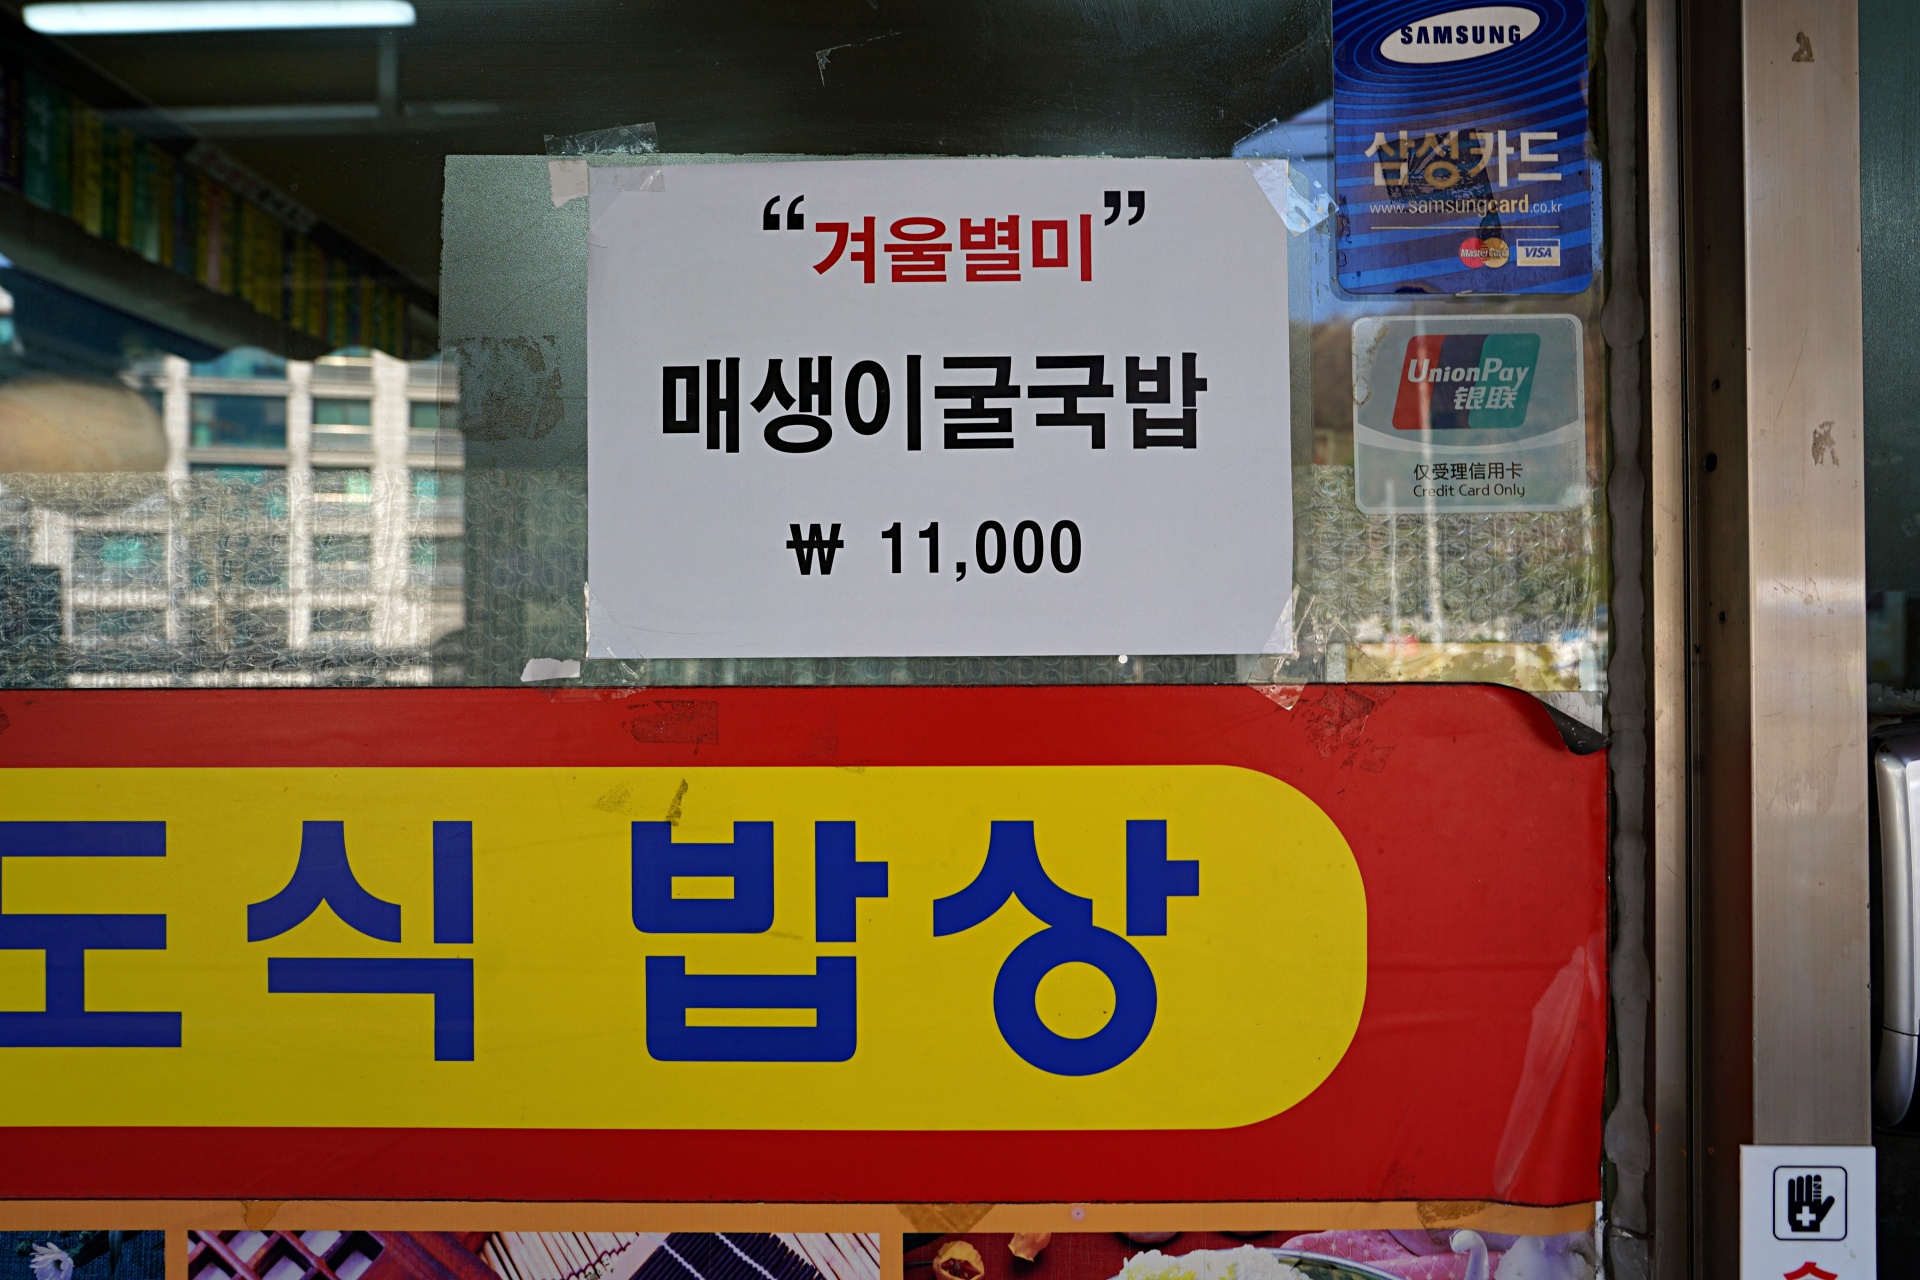 SAMSUNG
삼성카드
www.samsungcard.co.kr
MasterCard
VISA
“겨울별미”
매생이굴국밥
₩ 11,000
UnionPay
银联
仅受理信用卡
Credit Card Only
도식 밥상